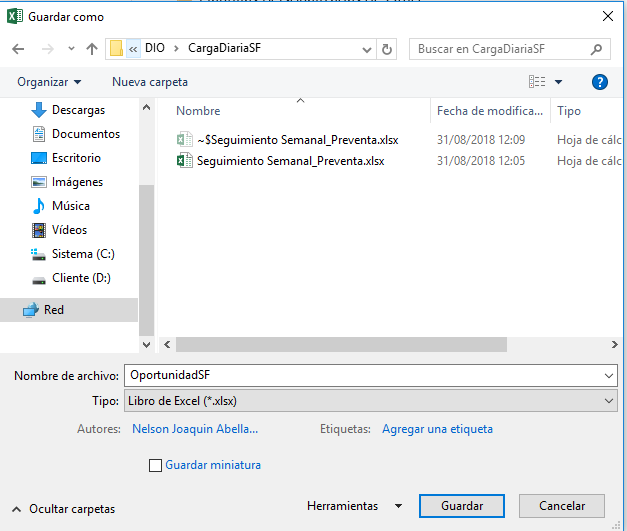 Guardar como
« DIO > CargaDiariaSF
Buscar en CargaDiariaSF
Organizar
Nueva carpeta
?
Nombre
Fecha de modifica...
Tipo
Descargas
Documentos
Escritorio
Imágenes
Música
Vídeos
Sistema (C:)
Cliente (D:)
Red
~$Seguimiento Semanal_Preventa.xlsx 31/08/2018 12:09 Hoja de cálc
Seguimiento Semanal_Preventa.xlsx 31/08/2018 12:05 Hoja de cálc
Nombre de archivo: OportunidadSF
Tipo: Libro de Excel (*.xlsx)
Autores: Nelson Joaquin Abella...
Etiquetas: Agregar una etiqueta
Guardar miniatura
Ocultar carpetas
Herramientas
Guardar
Cancelar